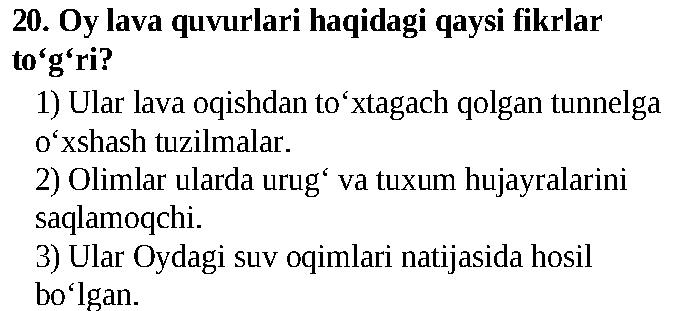 20. Oy lava quvurlari haqidagi qaysi fikrlar
to‘g‘ri?
1) Ular lava oqishdan to‘xtagach qolgan tunnelga
o‘xshash tuzilmalar.
2) Olimlar ularda urug‘ va tuxum hujayralarini
saqlamoqchi.
3) Ular Oydagi suv oqimlari natijasida hosil
bo‘lgan.